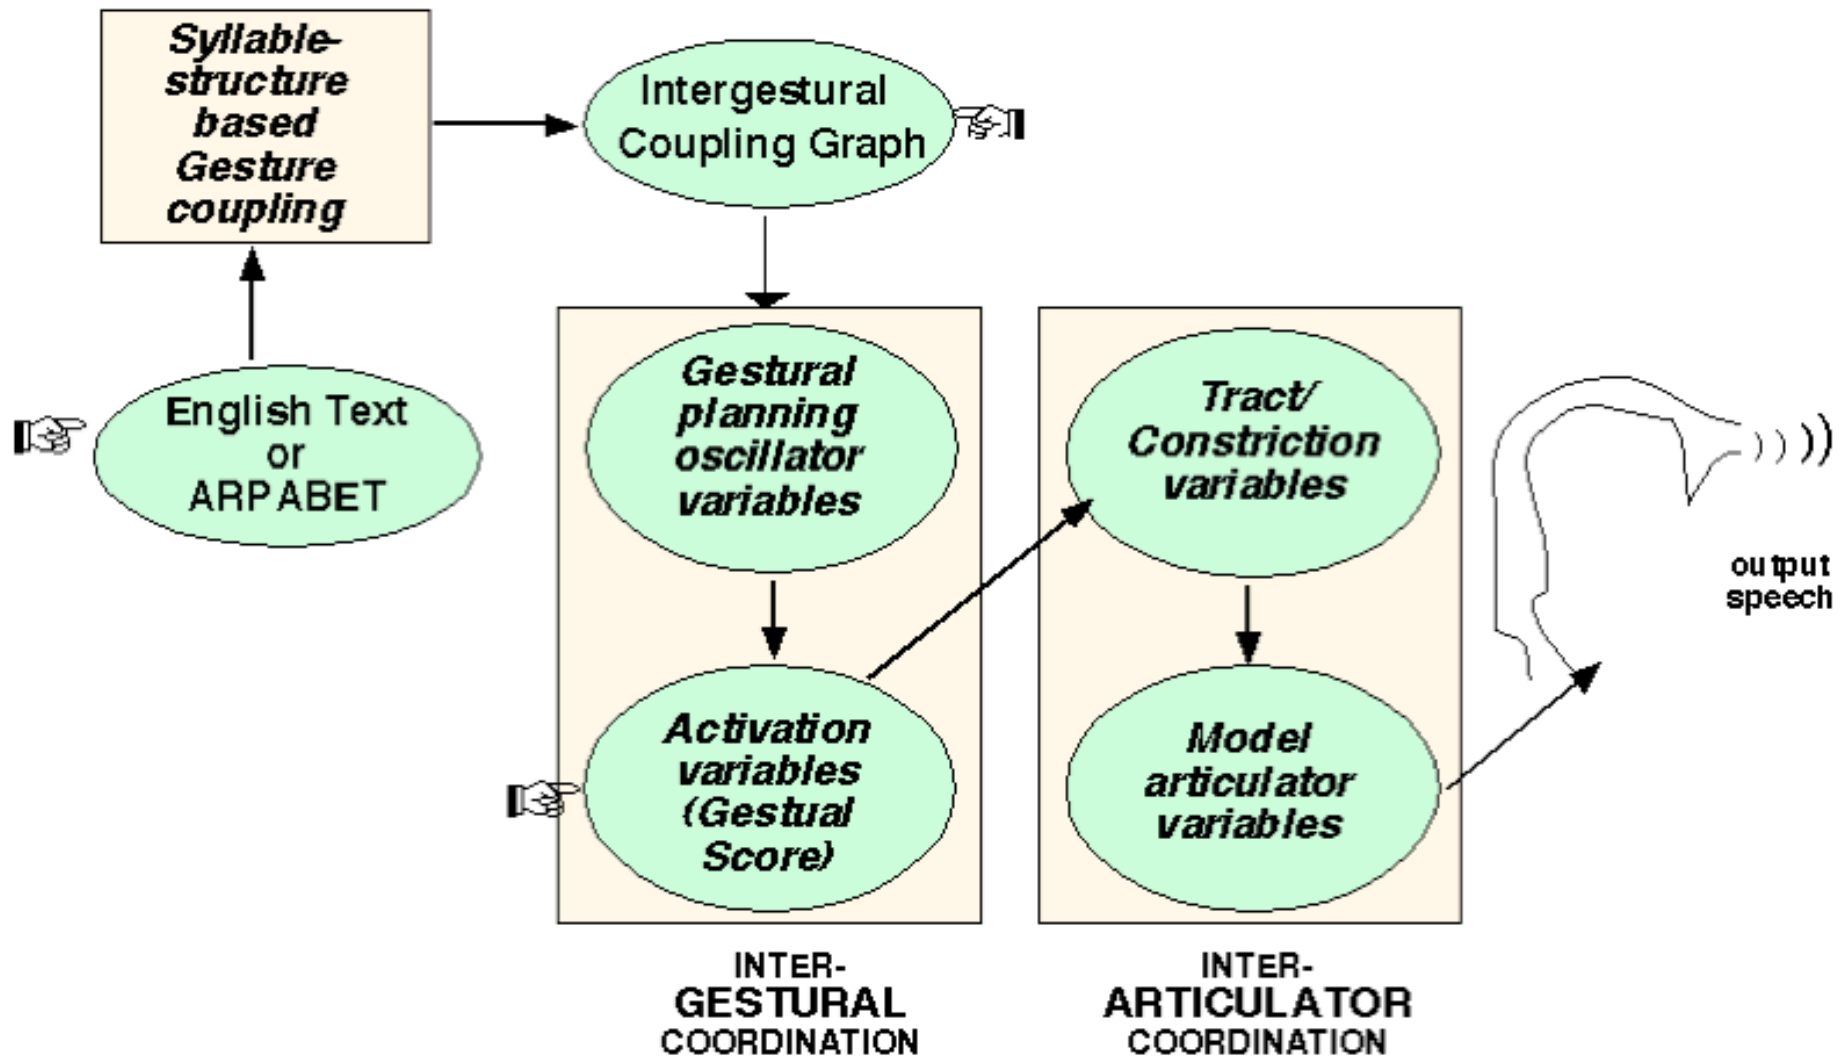 Syllable-
structure
based
Gesture
coupling
Intergestural
Coupling Graph
English Text
or
ARPABET
Gestural
planning
oscillator
variables
Activation
variables
(Gestual
Score)
Tract/
Constriction
variables
Model
articulator
variables
output
speech
INTER-
GESTURAL
COORDINATION
INTER-
ARTICULATOR
COORDINATION